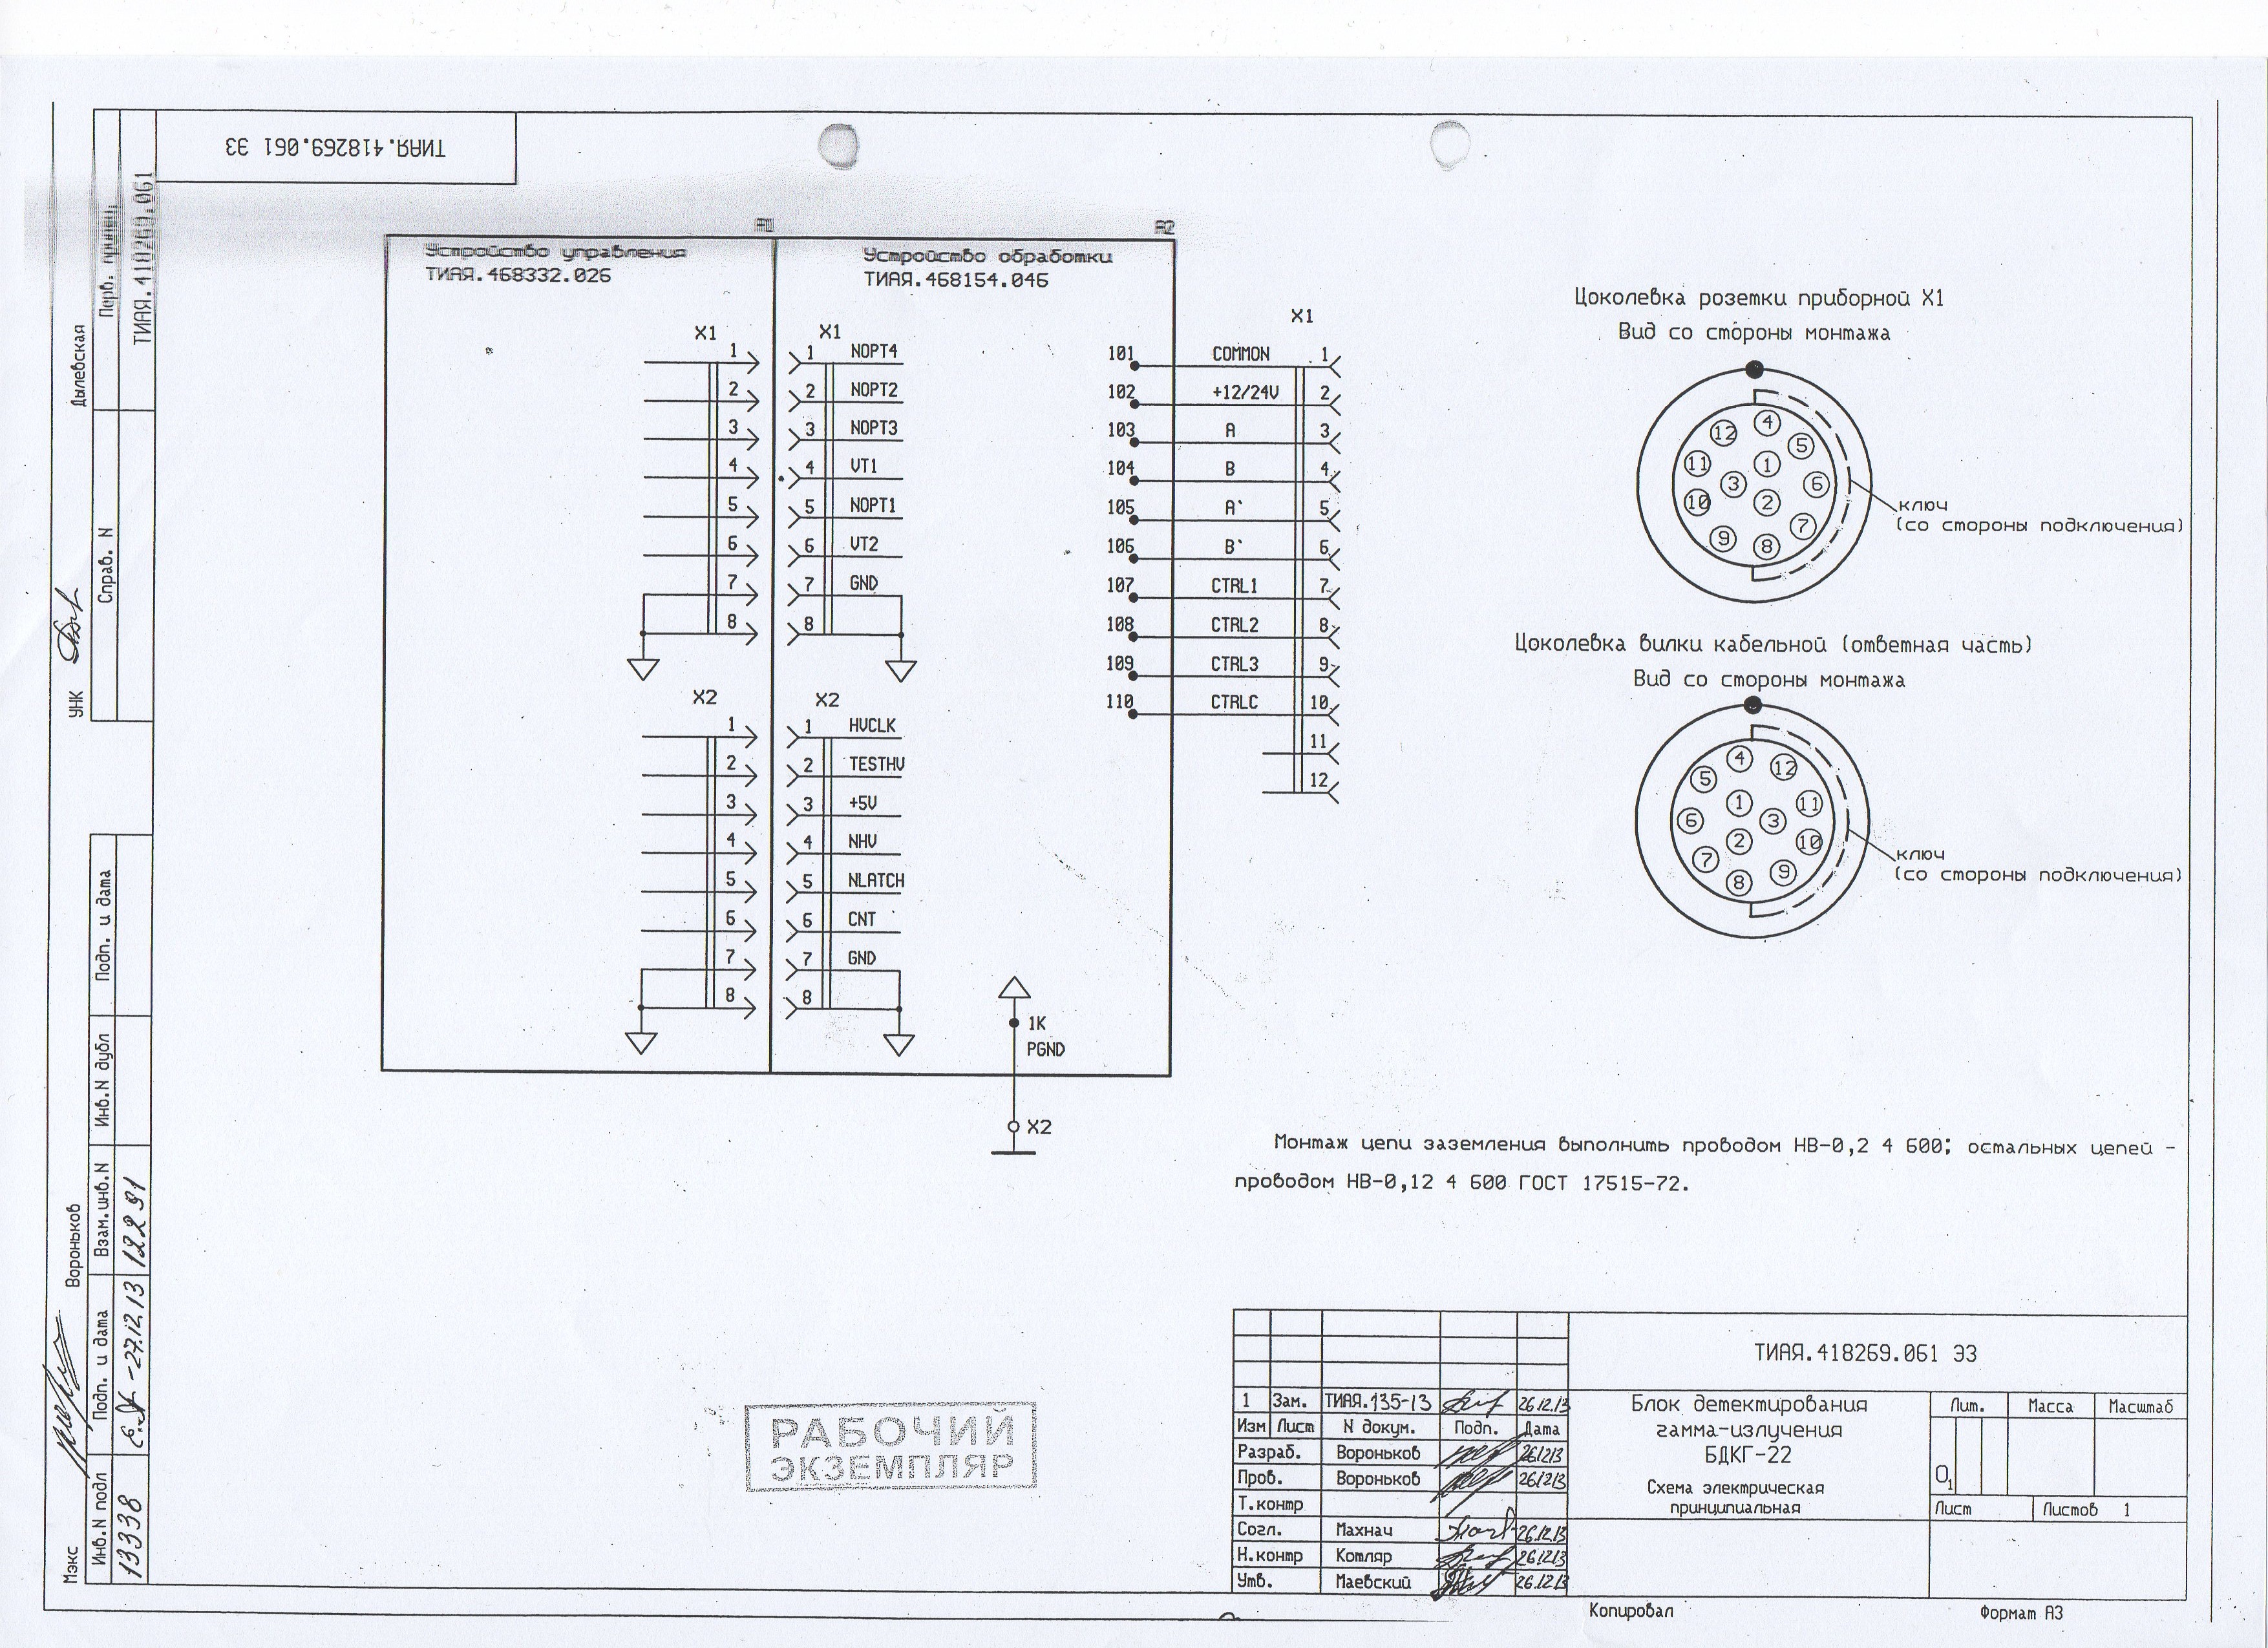 ТИАЯ.418269.061 Э3
Перв. примен.
ТИАЯ.418269.061
Справ. N
Дылевская
УНК
Подп. и дата
Инв.N дубл
Взам.инв.N
12291
Подп. и дата
27.12.13
Инв.N подл
13338
Вороньков
Мэкс
A1
A2
Устройство управления
ТИАЯ.468332.026
Устройство обработки
ТИАЯ.468154.046
X1
1
2
3
4
5
6
7
8
X1
1 NOPT4
2 NOPT2
3 NOPT3
4 VT1
5 NOPT1
6 VT2
7 GND
8
X2
1
2
3
4
5
6
7
8
X2
1 HVCLK
2 TESTHV
3 +5V
4 NHV
5 NLATCH
6 CNT
7 GND
8
1K
PGND
X2
X1
101 COMMON 1
102 +12/24V 2
103 A 3
104 B 4
105 A` 5
106 B` 6
107 CTRL1 7
108 CTRL2 8
109 CTRL3 9
110 CTRLC 10
11
12
Цоколевка розетки приборной X1
Вид со стороны монтажа
4
12
5
11
1
3
6
10
2
7
9
8
ключ
(со стороны подключения)
Цоколевка вилки кабельной (ответная часть)
Вид со стороны монтажа
4
12
5
1
11
6
3
2
10
7
9
8
ключ
(со стороны подключения)
Монтаж цепи заземления выполнить проводом НВ-0,2 4 600; остальных цепей -
проводом НВ-0,12 4 600 ГОСТ 17515-72.
РАБОЧИЙ
ЭКЗЕМПЛЯР
1 Зам. ТИАЯ.135-13 26.12.13
Изм Лист N докум. Подп. Дата
Разраб. Вороньков 26.12.13
Пров. Вороньков 26.12.13
Т.контр
Согл. Махнач 26.12.13
Н.контр Котляр 26.12.13
Утв. Маевский 26.12.13
ТИАЯ.418269.061 Э3
Блок детектирования
гамма-излучения
БДКГ-22
Схема электрическая
принципиальная
Лит. Масса Масштаб
O1
Лист Листов 1
Копировал Формат А3